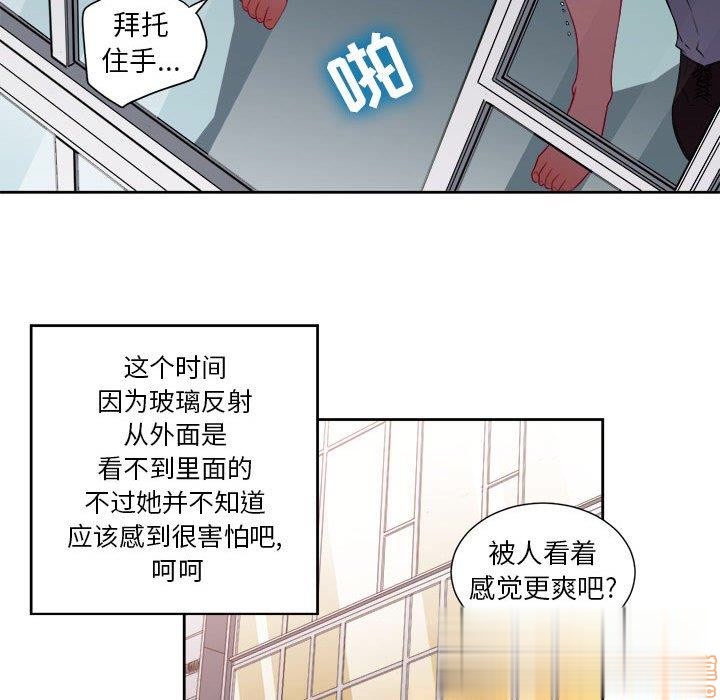 拜托
住手...
啪
这个时间
因为玻璃反射
从外面是
看不到里面的
不过她并不知道
应该感到很害怕吧,
呵呵
被人看着
感觉更爽吧?